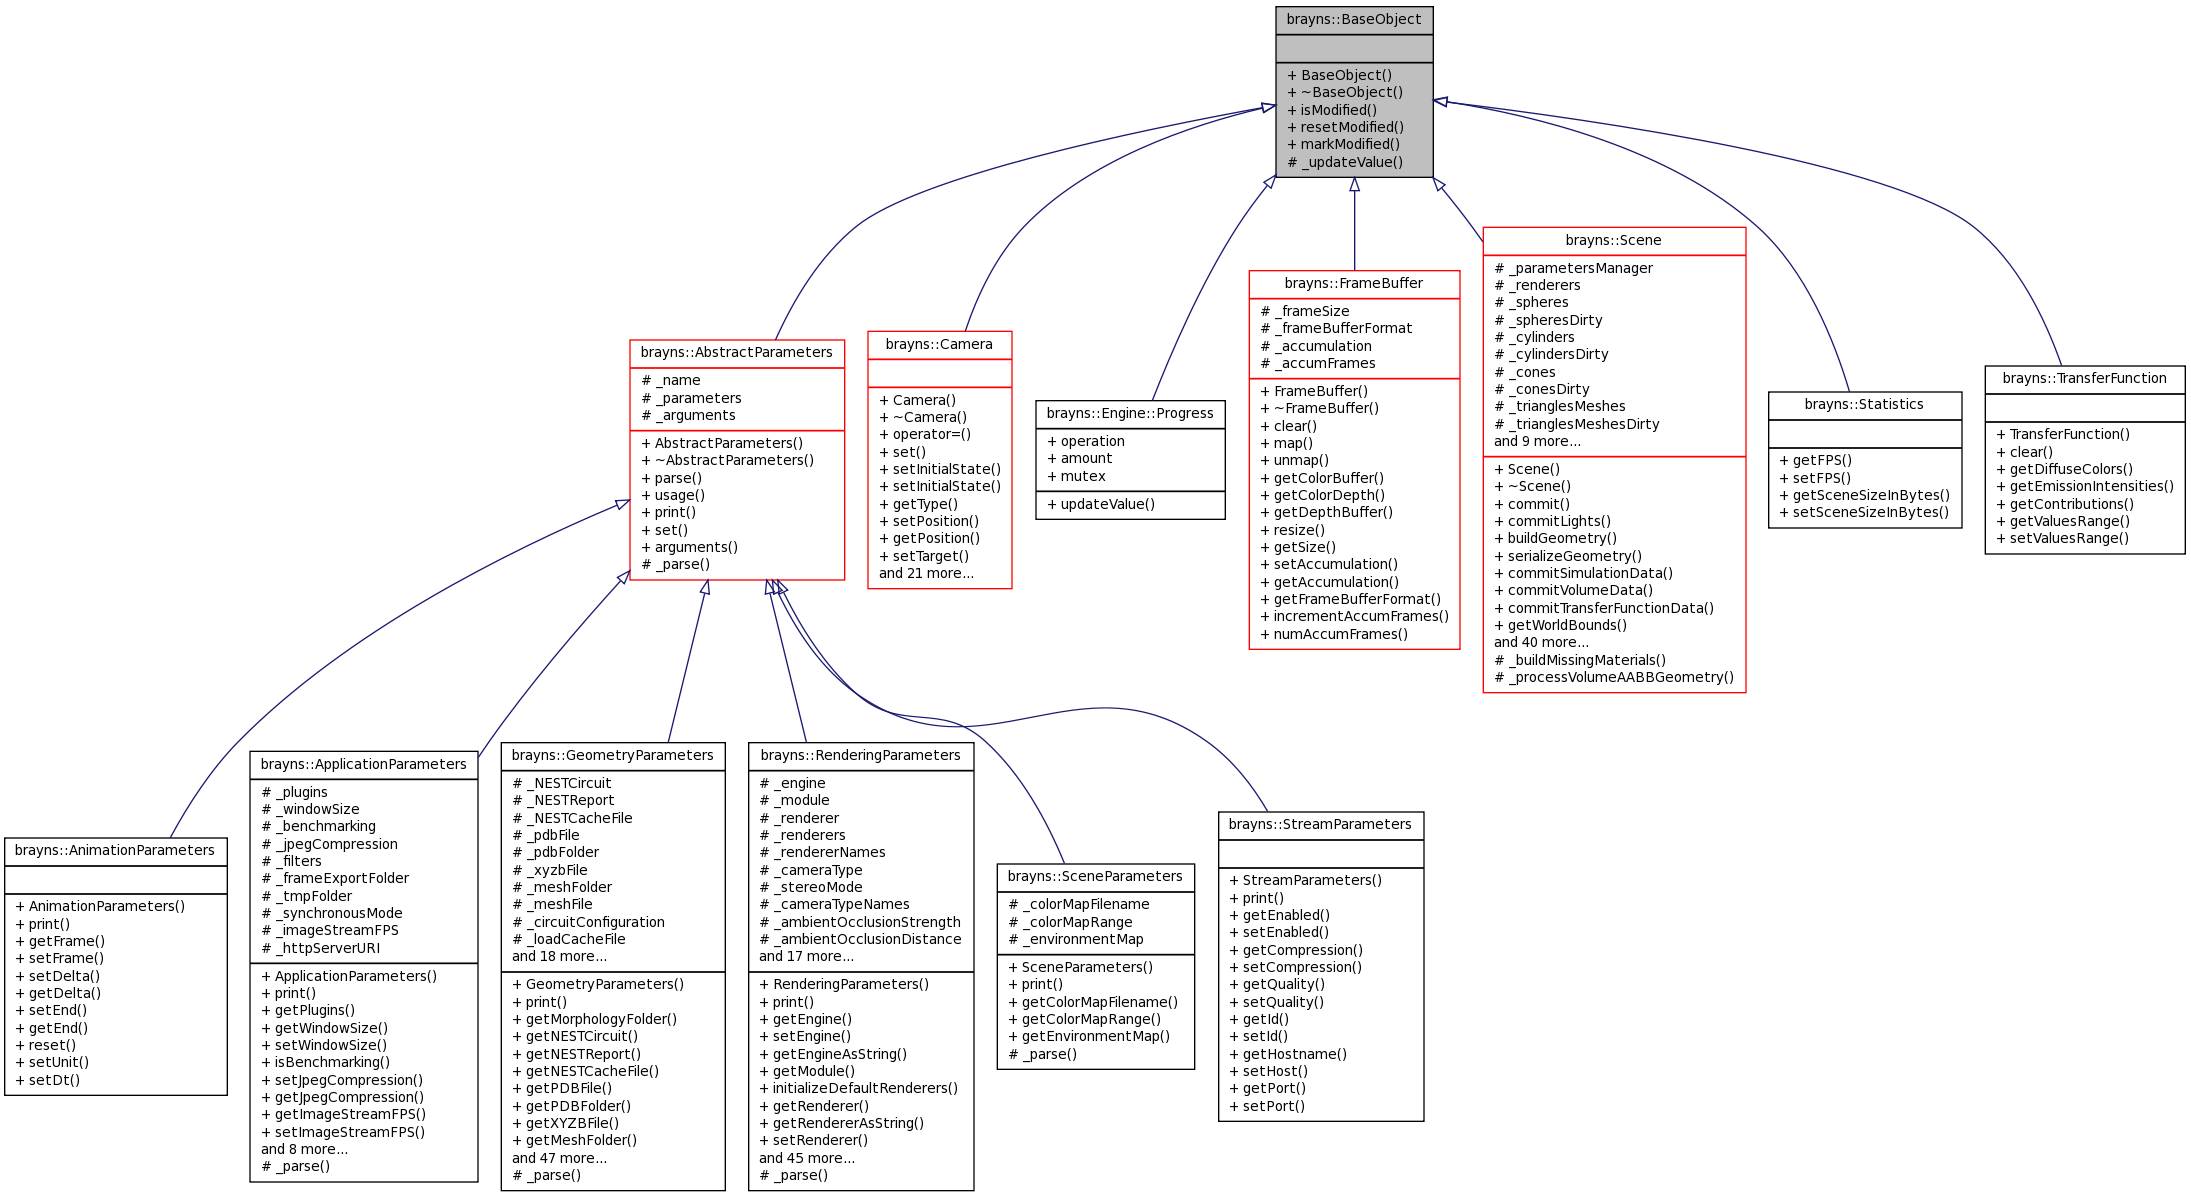 brayns::BaseObject
+ BaseObject()
+ ~BaseObject()
+ isModified()
+ resetModified()
+ markModified()
# _updateValue()
brayns::AbstractParameters
# _name
# _parameters
# _arguments
+ AbstractParameters()
+ ~AbstractParameters()
+ parse()
+ usage()
+ print()
+ set()
+ arguments()
# _parse()
brayns::Camera
+ Camera()
+ ~Camera()
+ operator=()
+ set()
+ setInitialState()
+ setInitialState()
+ getType()
+ setPosition()
+ getPosition()
+ setTarget()
and 21 more...
brayns::Engine::Progress
+ operation
+ amount
+ mutex
+ updateValue()
brayns::FrameBuffer
# _frameSize
# _frameBufferFormat
# _accumulation
# _accumFrames
+ FrameBuffer()
+ ~FrameBuffer()
+ clear()
+ map()
+ unmap()
+ getColorBuffer()
+ getColorDepth()
+ getDepthBuffer()
+ resize()
+ getSize()
+ setAccumulation()
+ getAccumulation()
+ getFrameBufferFormat()
+ incrementAccumFrames()
+ numAccumFrames()
brayns::Scene
# _parametersManager
# _renderers
# _spheres
# _spheresDirty
# _cylinders
# _cylindersDirty
# _cones
# _conesDirty
# _trianglesMeshes
# _trianglesMeshesDirty
and 9 more...
+ Scene()
+ ~Scene()
+ commit()
+ commitLights()
+ buildGeometry()
+ serializeGeometry()
+ commitSimulationData()
+ commitVolumeData()
+ commitTransferFunctionData()
+ getWorldBounds()
and 40 more...
# _buildMissingMaterials()
# _processVolumeAABBGeometry()
brayns::Statistics
+ getFPS()
+ setFPS()
+ getSceneSizeInBytes()
+ setSceneSizeInBytes()
brayns::TransferFunction
+ TransferFunction()
+ clear()
+ getDiffuseColors()
+ getEmissionIntensities()
+ getContributions()
+ getValuesRange()
+ setValuesRange()
brayns::AnimationParameters
+ AnimationParameters()
+ print()
+ getFrame()
+ setFrame()
+ setDelta()
+ getDelta()
+ setEnd()
+ getEnd()
+ reset()
+ setUnit()
+ setDt()
brayns::ApplicationParameters
# _plugins
# _windowSize
# _benchmarking
# _jpegCompression
# _filters
# _frameExportFolder
# _tmpFolder
# _synchronousMode
# _imageStreamFPS
# _httpServerURI
+ ApplicationParameters()
+ print()
+ getPlugins()
+ getWindowSize()
+ setWindowSize()
+ isBenchmarking()
+ setJpegCompression()
+ getJpegCompression()
+ getImageStreamFPS()
+ setImageStreamFPS()
and 8 more...
# _parse()
brayns::GeometryParameters
# _NESTCircuit
# _NESTReport
# _NESTCacheFile
# _pdbFile
# _pdbFolder
# _xyzbFile
# _meshFolder
# _meshFile
# _circuitConfiguration
# _loadCacheFile
and 18 more...
+ GeometryParameters()
+ print()
+ getMorphologyFolder()
+ getNESTCircuit()
+ getNESTReport()
+ getNESTCacheFile()
+ getPDBFile()
+ getPDBFolder()
+ getXYZBFile()
+ getMeshFolder()
and 47 more...
# _parse()
brayns::RenderingParameters
# _engine
# _module
# _renderer
# _renderers
# _rendererNames
# _cameraType
# _stereoMode
# _cameraTypeNames
# _ambientOcclusionStrength
# _ambientOcclusionDistance
and 17 more...
+ RenderingParameters()
+ print()
+ getEngine()
+ setEngine()
+ getEngineAsString()
+ getModule()
+ initializeDefaultRenderers()
+ getRenderer()
+ getRendererAsString()
+ setRenderer()
and 45 more...
# _parse()
brayns::SceneParameters
# _colorMapFilename
# _colorMapRange
# _environmentMap
+ SceneParameters()
+ print()
+ getColorMapFilename()
+ getColorMapRange()
+ getEnvironmentMap()
# _parse()
brayns::StreamParameters
+ StreamParameters()
+ print()
+ getEnabled()
+ setEnabled()
+ getCompression()
+ setCompression()
+ getQuality()
+ setQuality()
+ getId()
+ setId()
+ getHostname()
+ setHost()
+ getPort()
+ setPort()